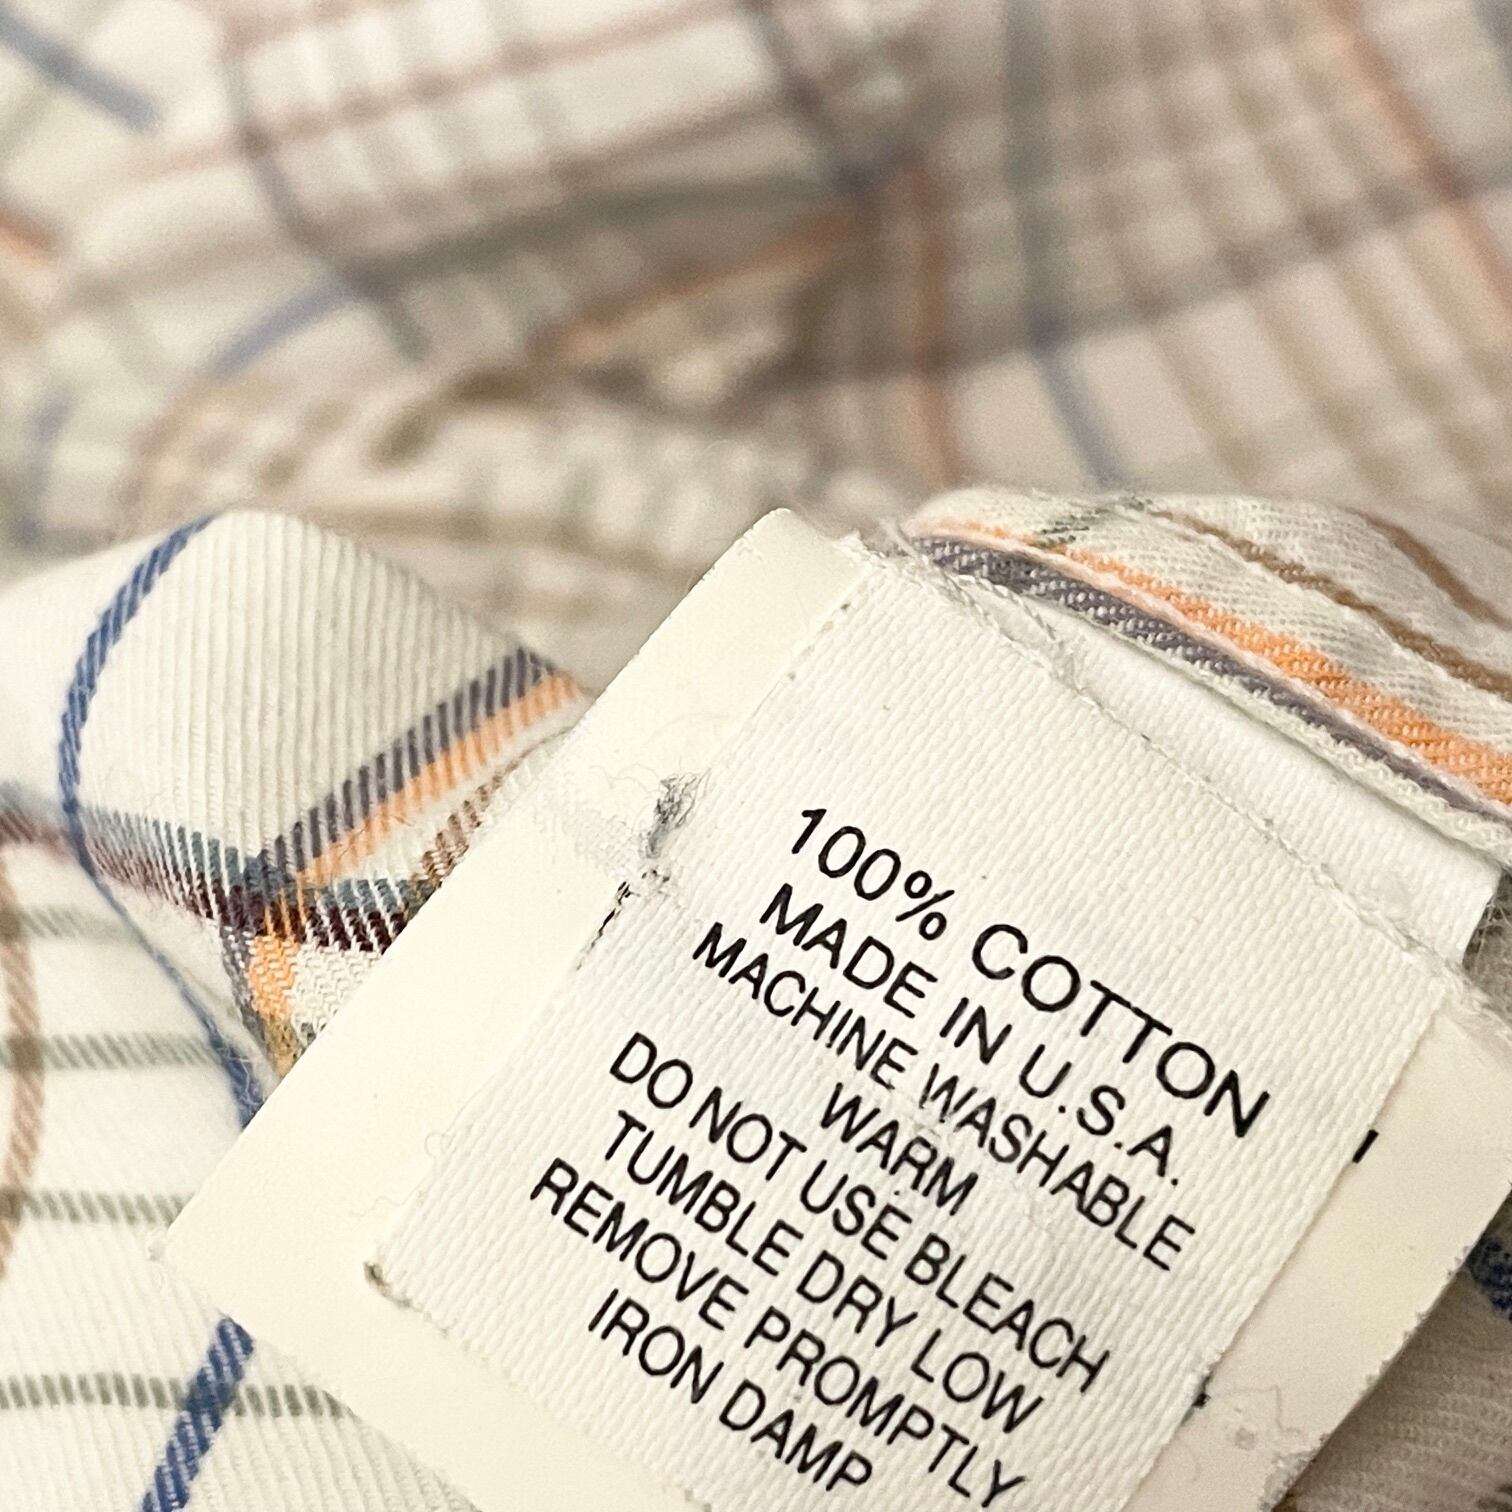 100% COTTON
MADE IN U.S.A.
MACHINE WASHABLE
WARM
DO NOT USE BLEACH
TUMBLE DRY LOW
REMOVE PROMPTLY
IRON DAMP